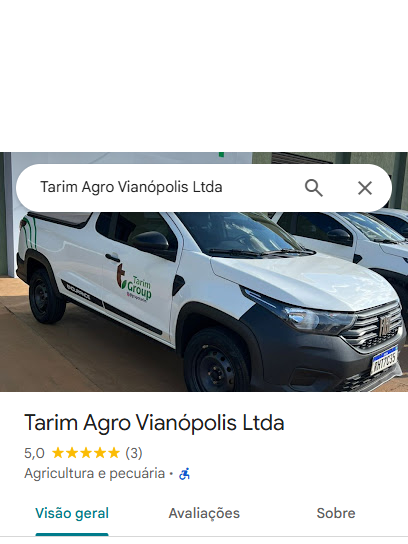 Tarim Agro Vianópolis Ltda
Tarim
Group
ENDURANCE
Tarim Agro Vianópolis Ltda
5,0 ★★★★★ (3)
Agricultura e pecuária ·
Visão geral Avaliações Sobre